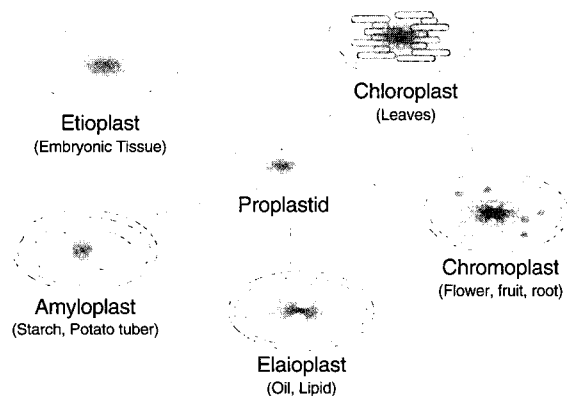 Chloroplast
(Leaves)
Etioplast
(Embryonic Tissue)
Proplastid
Chromoplast
(Flower, fruit, root)
Amyloplast
(Starch, Potato tuber)
Elaioplast
(Oil, Lipid)